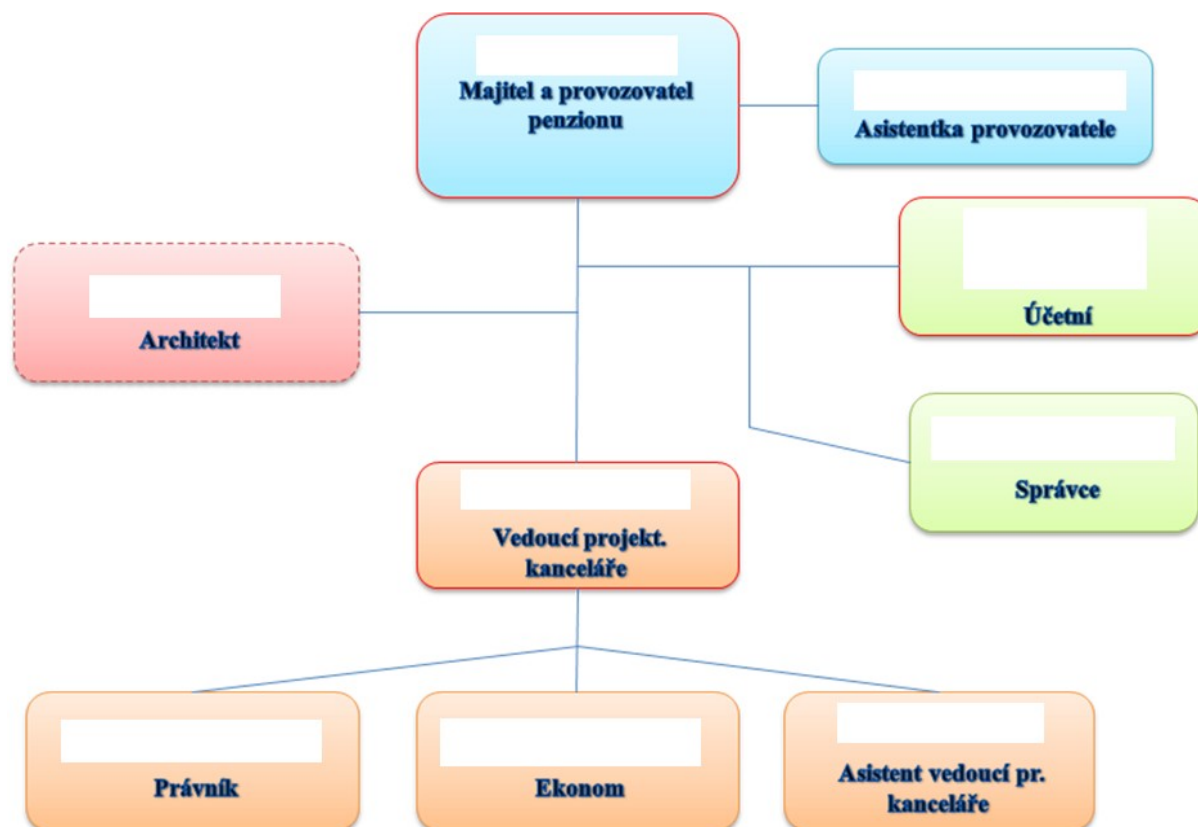 Majitel a provozovatel
penzionu
Asistentka provozovatele
Účetní
Architekt
Správce
Vedoucí projekt.
kanceláře
Právník
Ekonom
Asistent vedoucí pr.
kanceláře